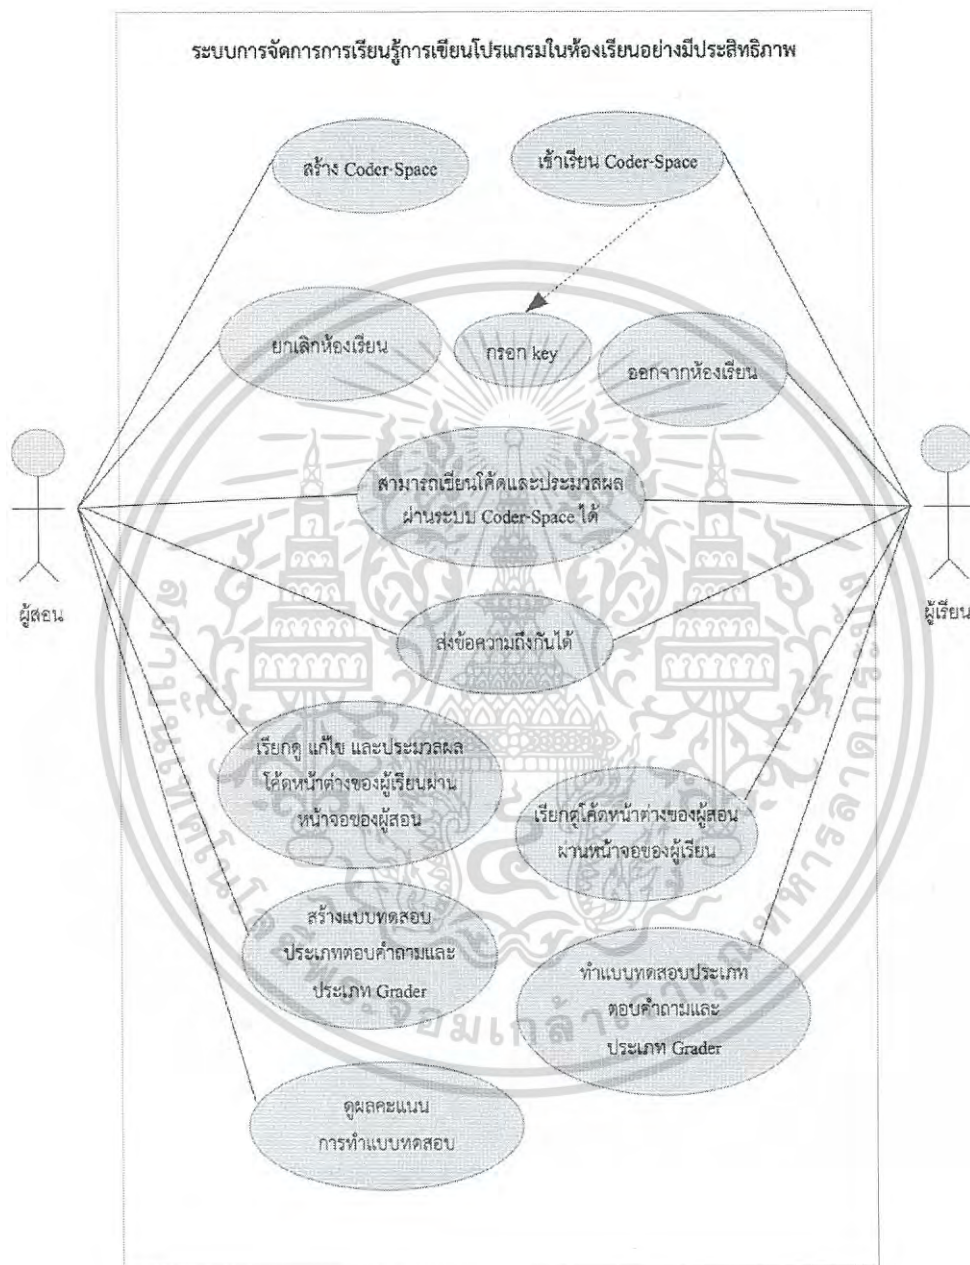 ระบบการจัดการการเรียนรู้การเขียนโปรแกรมในห้องเรียนอย่างมีประสิทธิภาพ
สร้าง Coder-Space
เข้าเรียน Coder-Space
ยกเลิกห้องเรียน
กรอก key
ออกจากห้องเรียน
สามารถเขียนโค้ดและประมวลผล
ผ่านระบบ Coder-Space ได้
ผู้สอน
ผู้เรียน
ส่งข้อความถึงกันได้
เรียกดู แก้ไข และประมวลผล
โค้ดหน้าต่างของผู้เรียนผ่าน
หน้าจอของผู้สอน
เรียกดูโค้ดหน้าต่างของผู้สอน
ผ่านหน้าจอของผู้เรียน
สร้างแบบทดสอบ
ประเภทตอบคำถามและ
ประเภท Grader
ทำแบบทดสอบประเภท
ตอบคำถามและ
ประเภท Grader
ดูผลคะแนน
การทำแบบทดสอบ